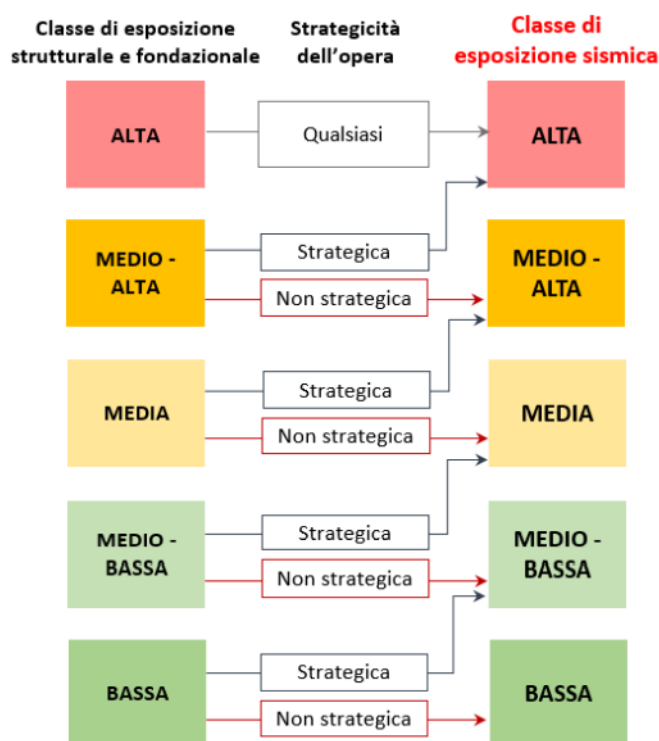 Classe di esposizione
strutturale e fondazionale
Strategicità
dell'opera
Classe di
esposizione sismica
ALTA
Qualsiasi
ALTA
MEDIO -
ALTA
Strategica
Non strategica
MEDIO -
ALTA
MEDIA
Strategica
Non strategica
MEDIA
MEDIO -
BASSA
Strategica
Non strategica
MEDIO -
BASSA
BASSA
Strategica
Non strategica
BASSA